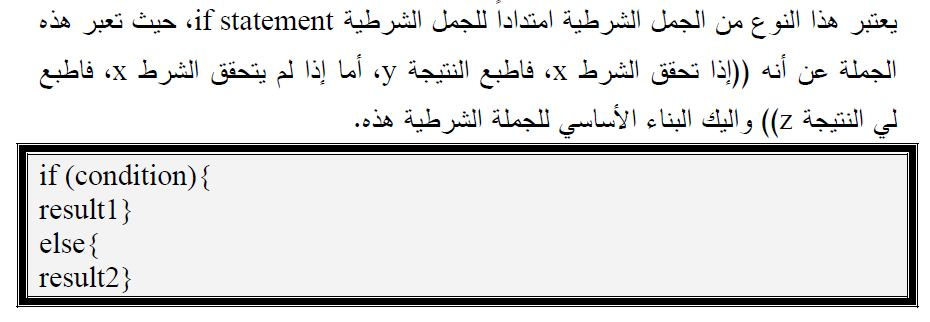 يعتبر هذا النوع من الجمل الشرطية امتداداً للجمل الشرطية if statement، حيث تعبر هذه
الجملة عن أنه ((إذا تحقق الشرط x، فاطبع النتيجة y، أما إذا لم يتحقق الشرط x، فاطبع
لي النتيجة z)) واليك البناء الأساسي للجملة الشرطية هذه.
if (condition){
result1}
else{
result2}